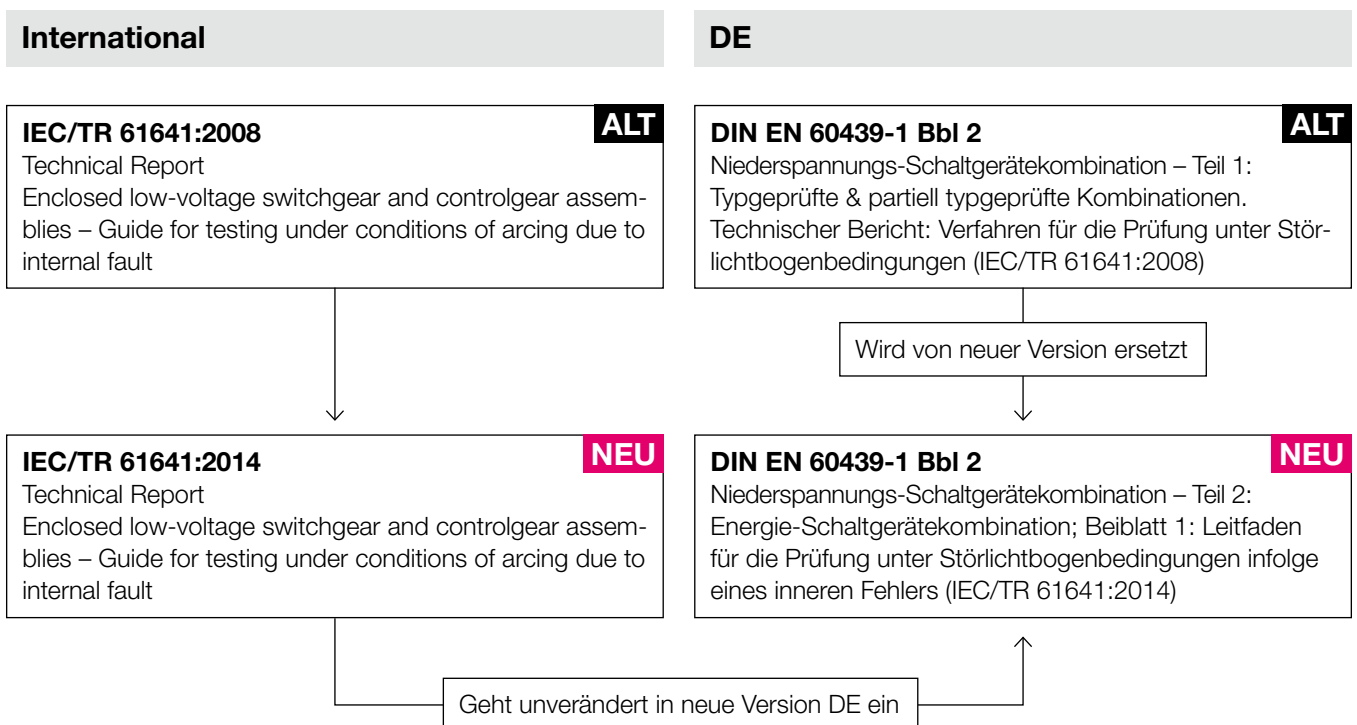 International
DE
IEC/TR 61641:2008
ALT
Technical Report
Enclosed low-voltage switchgear and controlgear assem-
blies – Guide for testing under conditions of arcing due to
internal fault
DIN EN 60439-1 Bbl 2
ALT
Niederspannungs-Schaltgerätekombination – Teil 1:
Typgeprüfte & partiell typgeprüfte Kombinationen.
Technischer Bericht: Verfahren für die Prüfung unter Stör-
lichtbogenbedingungen (IEC/TR 61641:2008)
Wird von neuer Version ersetzt
IEC/TR 61641:2014
NEU
Technical Report
Enclosed low-voltage switchgear and controlgear assem-
blies – Guide for testing under conditions of arcing due to
internal fault
DIN EN 60439-1 Bbl 2
NEU
Niederspannungs-Schaltgerätekombination – Teil 2:
Energie-Schaltgerätekombination; Beiblatt 1: Leitfaden
für die Prüfung unter Störlichtbogenbedingungen infolge
eines inneren Fehlers (IEC/TR 61641:2014)
Geht unverändert in neue Version DE ein